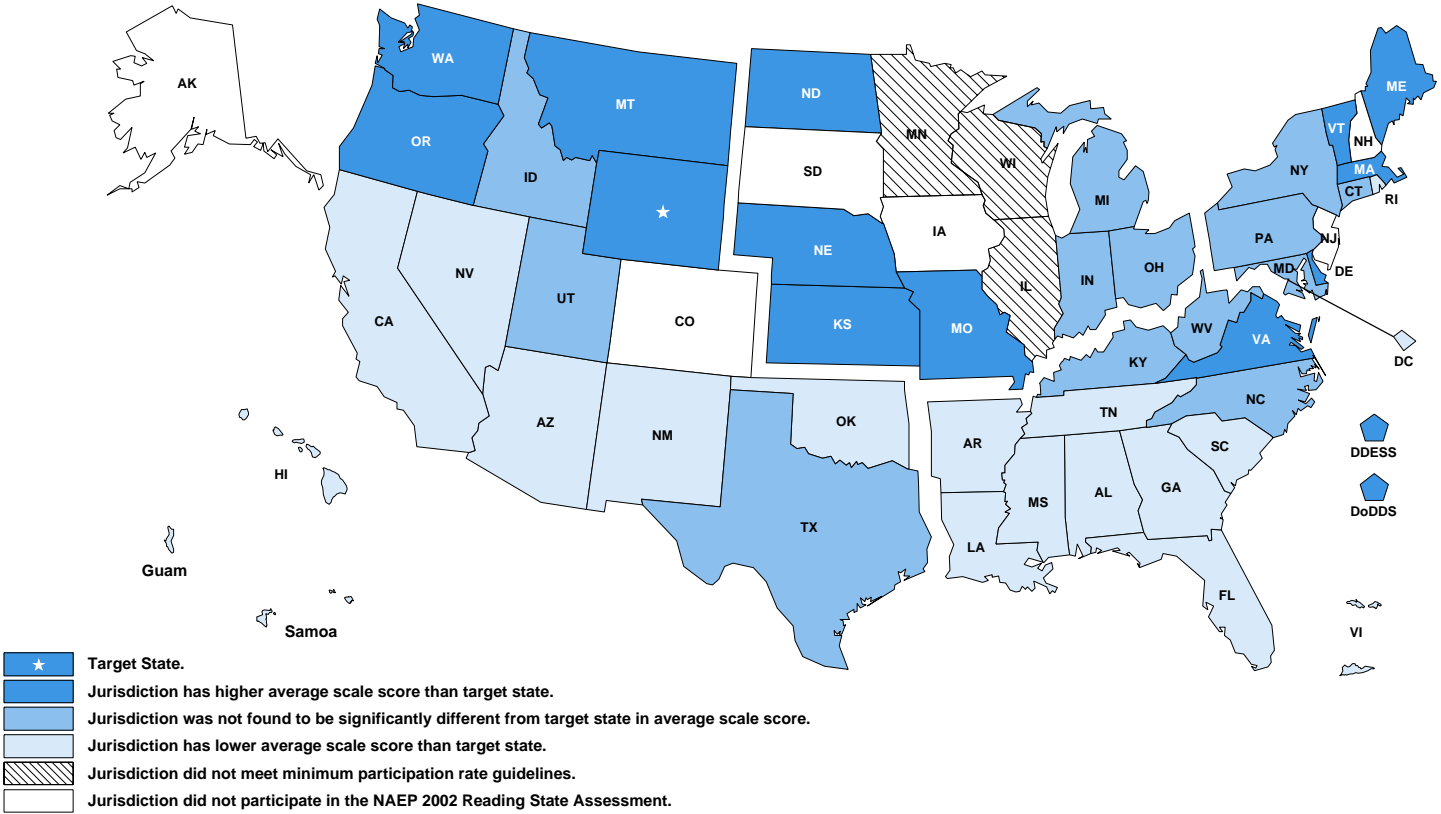 WA
MT
ND
ME
AK
MN
VT
NH
OR
WI
NY
MA
ID
SD
CT
RI
MI
IA
NJ
NE
PA
OH
MD
DE
NV
UT
IN
IL
CA
CO
KS
MO
WV
VA
KY
DC
NC
TN
AZ
NM
OK
AR
SC
DDESS
HI
MS
AL
GA
DoDDS
TX
LA
Guam
FL
Samoa
VI
Target State.
Jurisdiction has higher average scale score than target state.
Jurisdiction was not found to be significantly different from target state in average scale score.
Jurisdiction has lower average scale score than target state.
Jurisdiction did not meet minimum participation rate guidelines.
Jurisdiction did not participate in the NAEP 2002 Reading State Assessment.